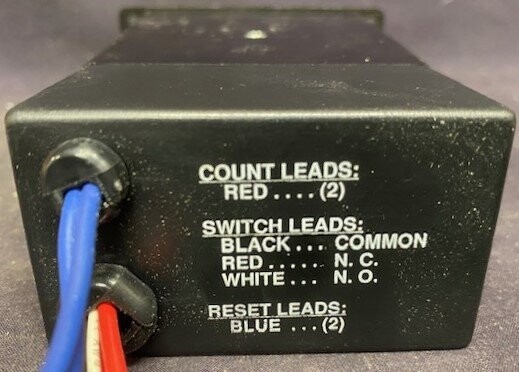 COUNT LEADS:
RED ....(2)
SWITCH LEADS:
BLACK ... COMMON
RED ..... N. C.
WHITE ... N. O.
RESET LEADS:
BLUE ...(2)